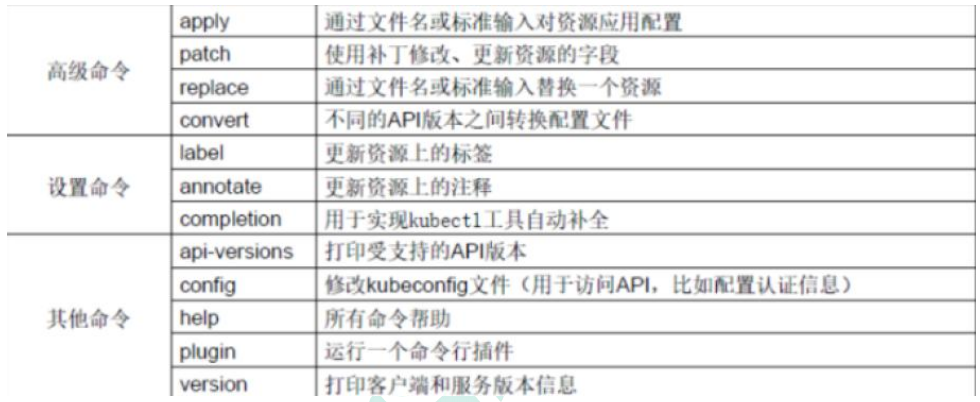 高级命令
apply 通过文件名或标准输入对资源应用配置
patch 使用补丁修改、更新资源的字段
replace 通过文件名或标准输入替换一个资源
convert 不同的API版本之间转换配置文件
设置命令
label 更新资源上的标签
annotate 更新资源上的注释
completion 用于实现kubectl工具自动补全
其他命令
api-versions 打印受支持的API版本
config 修改kubeconfig文件（用于访问API，比如配置认证信息）
help 所有命令帮助
plugin 运行一个命令行插件
version 打印客户端和服务版本信息